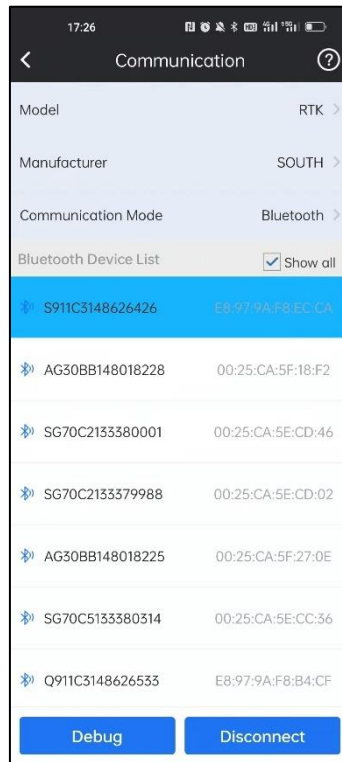 17:26
Communication
Model RTK
Manufacturer SOUTH
Communication Mode Bluetooth
Bluetooth Device List Show all
S911C3148626426 E8:97:9A:F8:EC:CA
AG30BB148018228 00:25:CA:5F:18:F2
SG70C2133380001 00:25:CA:5E:CD:46
SG70C2133379988 00:25:CA:5E:CD:02
AG30BB148018225 00:25:CA:5F:27:0E
SG70C5133380314 00:25:CA:5E:CC:36
Q911C3148626533 E8:97:9A:F8:B4:CF
Debug Disconnect